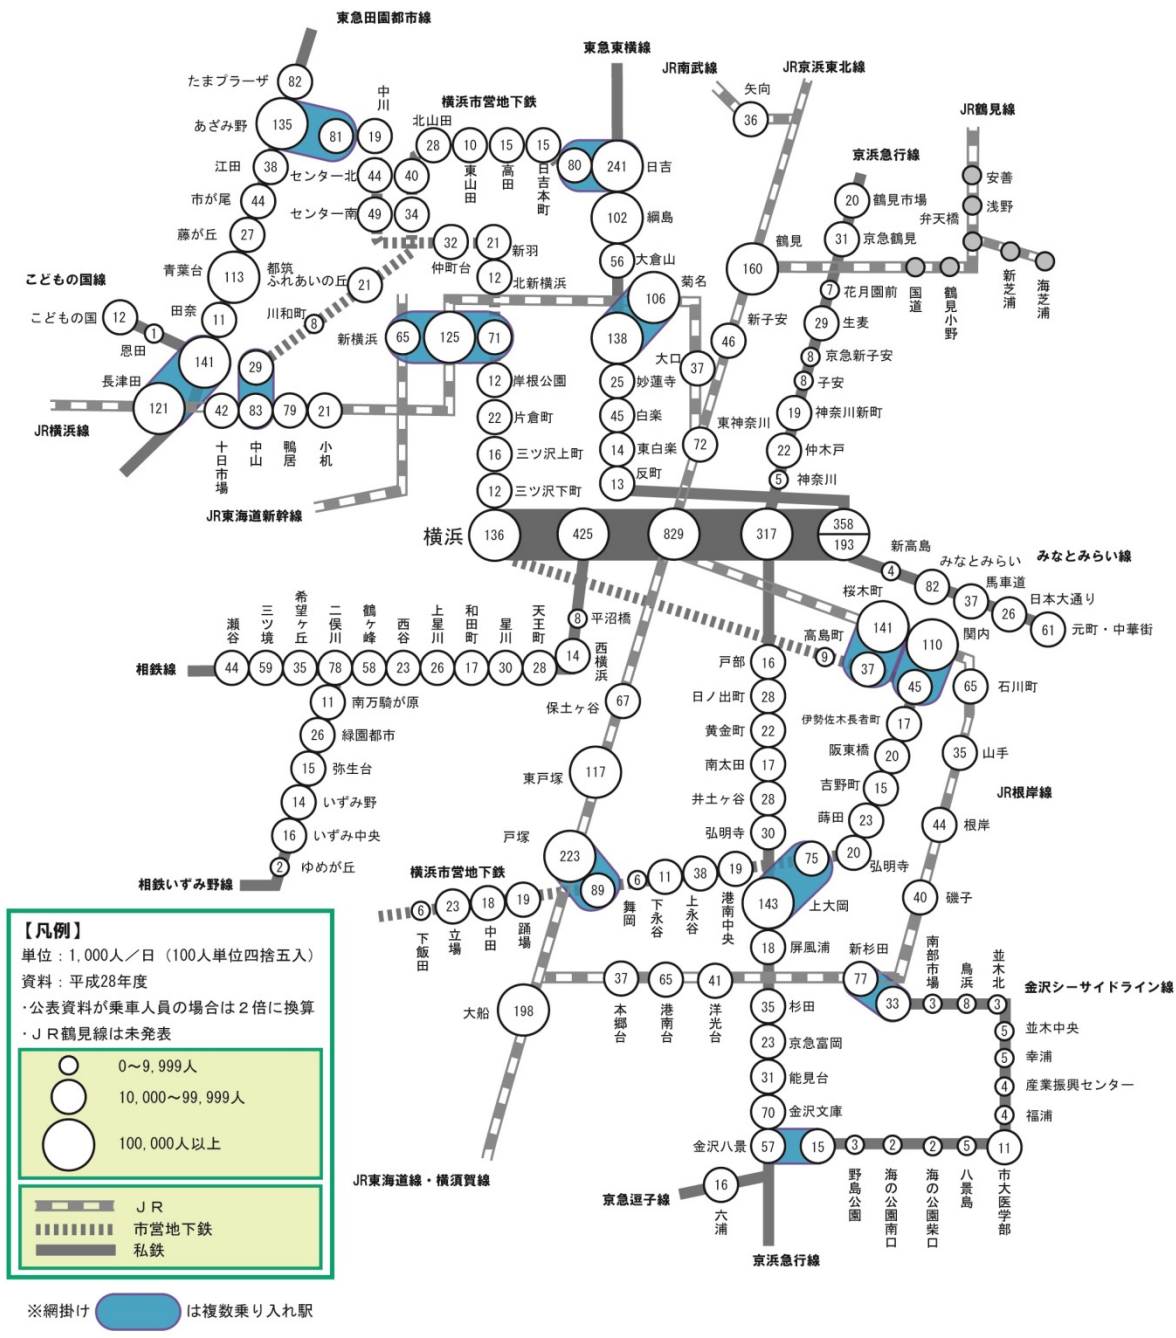 東急田園都市線
東急東横線
JR南武線
JR京浜東北線
JR鶴見線
京浜急行線
横浜市営地下鉄
たまプラーザ
82
あざみ野
135
81
中川
19
江田
38
市が尾
44
藤が丘
27
青葉台
113
田奈
11
こどもの国線
こどもの国
12
恩田
1
長津田
141
121
JR横浜線
42
十日市場
29
83
中山
79
鴨居
21
小机
センター北
44
40
センター南
49
34
都筑
ふれあいの丘
21
川和町
8
北山田
28
10
東山田
15
高田
15
日吉本町
80
241
日吉
32
仲町台
21
新羽
12
北新横浜
新横浜
65
125
71
12
岸根公園
22
片倉町
16
三ツ沢上町
12
三ツ沢下町
JR東海道新幹線
102
綱島
56
大倉山
106
菊名
138
25
妙蓮寺
45
白楽
14
東白楽
13
反町
大口
37
矢向
36
鶴見
160
新子安
46
東神奈川
72
20
鶴見市場
31
京急鶴見
7
花月園前
29
生麦
8
京急新子安
8
子安
19
神奈川新町
22
仲木戸
5
神奈川
安善
浅野
弁天橋
国道
鶴見小野
新芝浦
海芝浦
横浜
136
425
829
317
358
193
みなとみらい線
新高島
4
みなとみらい
82
馬車道
37
日本大通り
26
61
元町・中華街
桜木町
141
37
高島町
9
関内
110
45
石川町
65
山手
35
JR根岸線
根岸
44
磯子
40
伊勢佐木長者町
17
阪東橋
20
吉野町
15
蒔田
23
弘明寺
20
8
平沼橋
14
西横浜
相鉄線
瀬谷
44
三ツ境
59
希望ヶ丘
35
二俣川
78
鶴ヶ峰
58
西谷
23
上星川
26
和田町
17
星川
30
天王町
28
11
南万騎が原
26
緑園都市
15
弥生台
14
いずみ野
16
いずみ中央
2
ゆめが丘
相鉄いずみ野線
保土ヶ谷
67
東戸塚
117
戸塚
223
89
横浜市営地下鉄
6
下飯田
23
立場
18
中田
19
踊場
6
舞岡
11
下永谷
38
上永谷
19
港南中央
75
143
上大岡
戸部
16
日ノ出町
28
黄金町
22
南太田
17
井土ヶ谷
28
弘明寺
30
18
屏風浦
35
杉田
23
京急富岡
31
能見台
70
金沢文庫
金沢八景
57
15
大船
198
37
本郷台
65
港南台
41
洋光台
新杉田
77
33
南部市場
3
鳥浜
8
並木北
3
金沢シーサイドライン線
5
並木中央
5
幸浦
4
産業振興センター
4
福浦
11
市大医学部
5
八景島
2
海の公園柴口
2
海の公園南口
3
野島公園
JR東海道線・横須賀線
京急逗子線
16
六浦
京浜急行線
【凡例】
単位：1,000人／日（100人単位四捨五入）
資料：平成28年度
・公表資料が乗車人員の場合は２倍に換算
・ＪＲ鶴見線は未発表
0～9,999人
10,000～99,999人
100,000人以上
ＪＲ
市営地下鉄
私鉄
※網掛け は複数乗り入れ駅